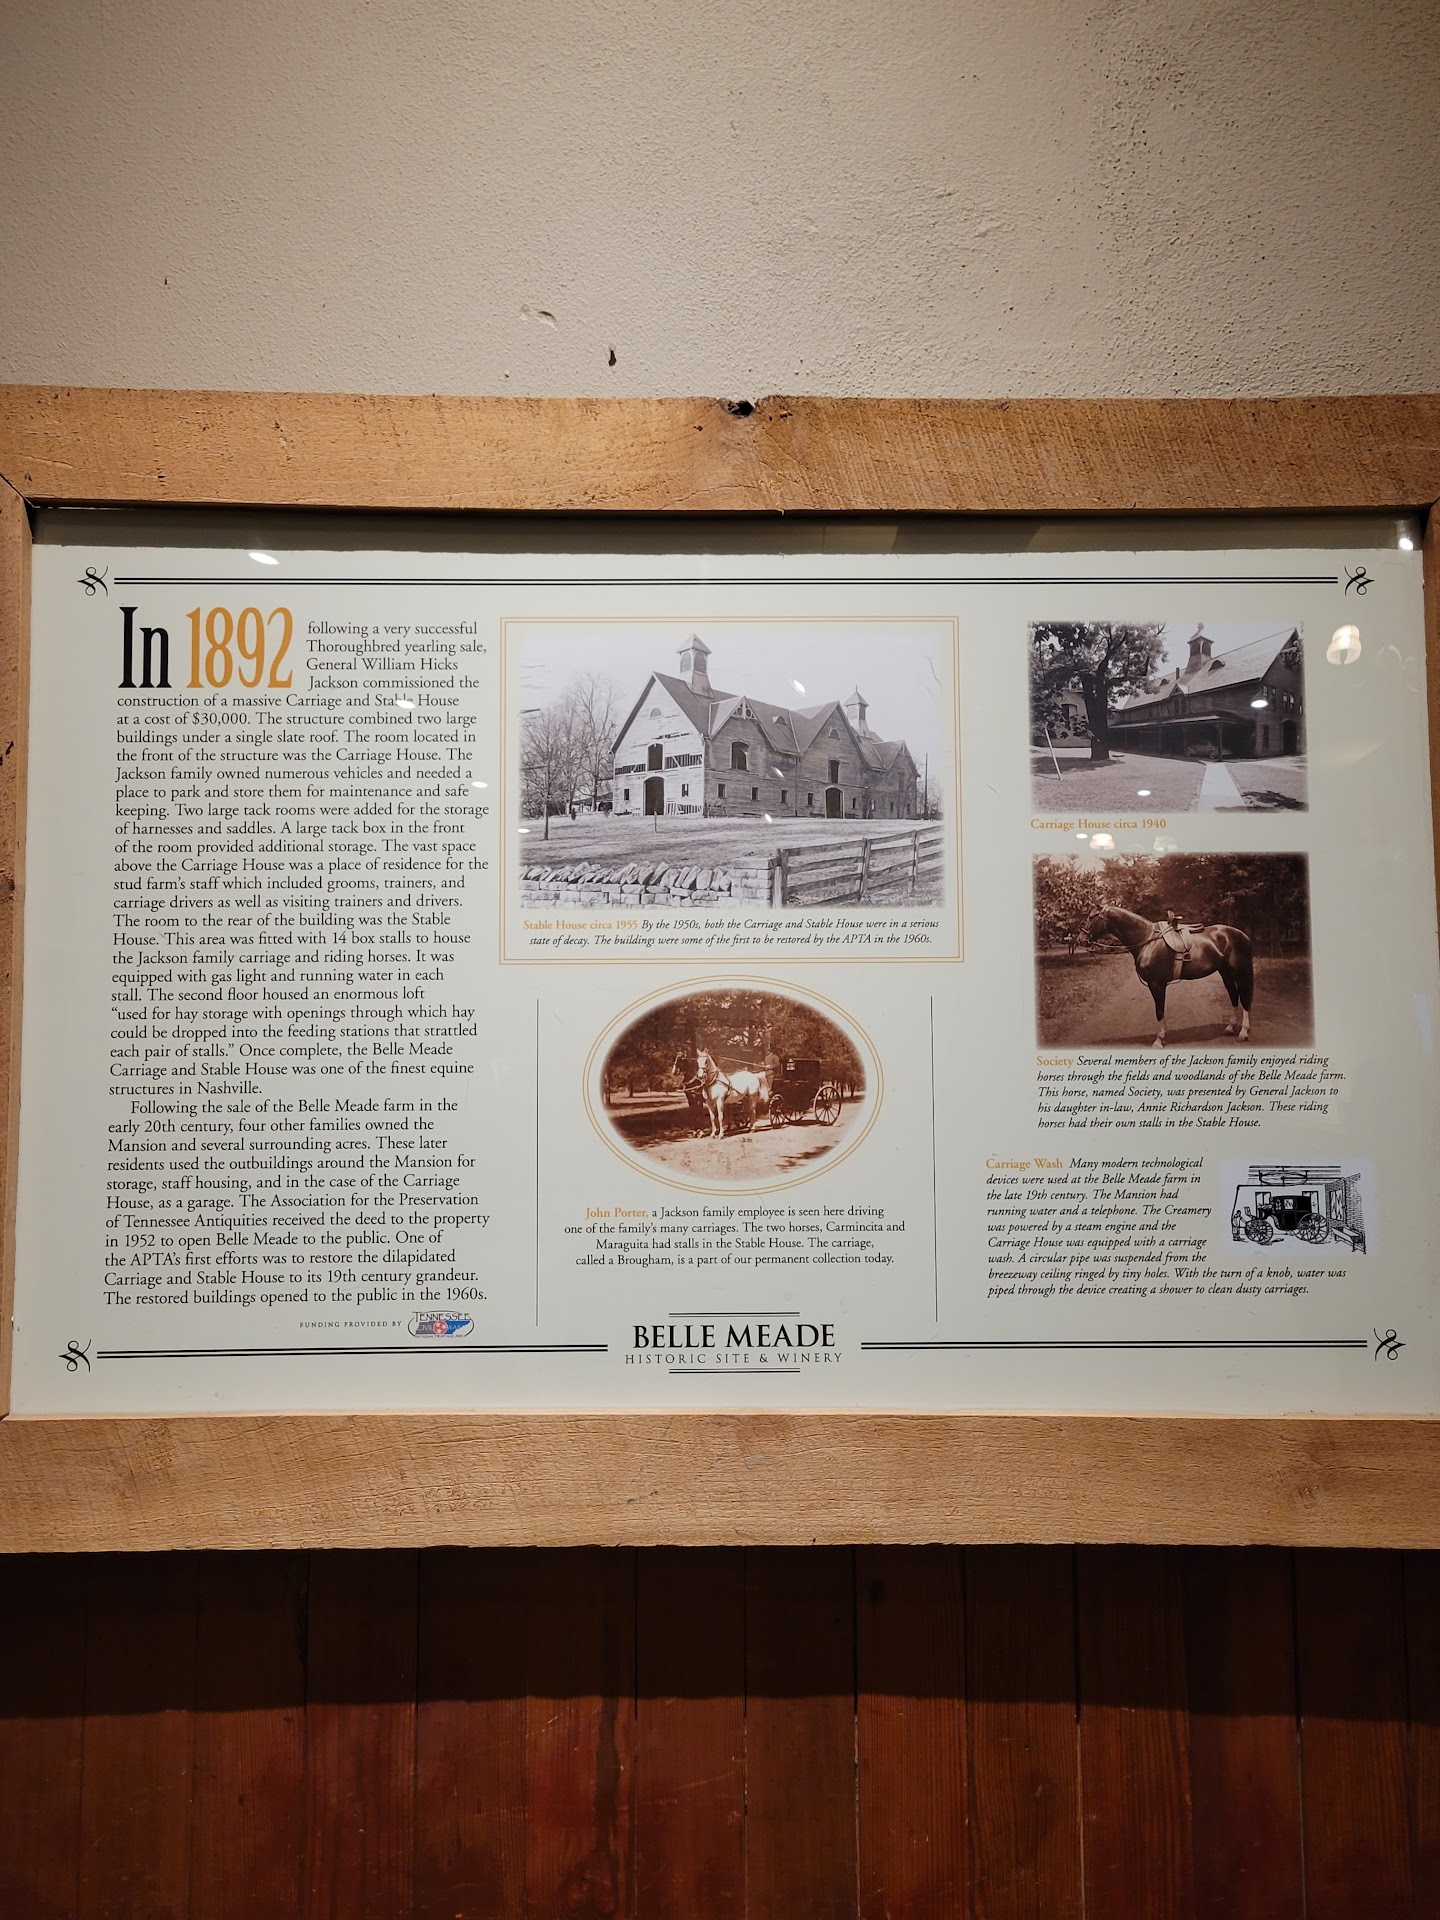 In 1892 following a very successful
Thoroughbred yearling sale,
General William Hicks
Jackson commissioned the
construction of a massive Carriage and Stable House
at a cost of $30,000. The structure combined two large
buildings under a single slate roof. The room located in
the front of the structure was the Carriage House. The
Jackson family owned numerous vehicles and needed a
place to park and store them for maintenance and safe
keeping. Two large tack rooms were added for the storage
of harnesses and saddles. A large tack box in the front
of the room provided additional storage. The vast space
above the Carriage House was a place of residence for the
stud farm's staff which included grooms, trainers, and
carriage drivers as well as visiting trainers and drivers.
The room to the rear of the building was the Stable
House. This area was fitted with 14 box stalls to house
the Jackson family carriage and riding horses. It was
equipped with gas light and running water in each
stall. The second floor housed an enormous loft
“used for hay storage with openings through which hay
could be dropped into the feeding stations that strattled
each pair of stalls.” Once complete, the Belle Meade
Carriage and Stable House was one of the finest equine
structures in Nashville.
Following the sale of the Belle Meade farm in the
early 20th century, four other families owned the
Mansion and several surrounding acres. These later
residents used the outbuildings around the Mansion for
storage, staff housing, and in the case of the Carriage
House, as a garage. The Association for the Preservation
of Tennessee Antiquities received the deed to the property
in 1952 to open Belle Meade to the public. One of
the APTA's first efforts was to restore the dilapidated
Carriage and Stable House to its 19th century grandeur.
The restored buildings opened to the public in the 1960s.
FUNDING PROVIDED BY
TENNESSEE
CIVIL WAR
NATIONAL HERITAGE AREA
Stable House circa 1955 By the 1950s, both the Carriage and Stable House were in a serious
state of decay. The buildings were some of the first to be restored by the APTA in the 1960s.
John Porter, a Jackson family employee is seen here driving
one of the family's many carriages. The two horses, Carmincita and
Maraguita had stalls in the Stable House. The carriage,
called a Brougham, is a part of our permanent collection today.
BELLE MEADE
HISTORIC SITE & WINERY
Carriage House circa 1940
Society Several members of the Jackson family enjoyed riding
horses through the fields and woodlands of the Belle Meade farm.
This horse, named Society, was presented by General Jackson to
his daughter in-law, Annie Richardson Jackson. These riding
horses had their own stalls in the Stable House.
Carriage Wash Many modern technological
devices were used at the Belle Meade farm in
the late 19th century. The Mansion had
running water and a telephone. The Creamery
was powered by a steam engine and the
Carriage House was equipped with a carriage
wash. A circular pipe was suspended from the
breezeway ceiling ringed by tiny holes. With the turn of a knob, water was
piped through the device creating a shower to clean dusty carriages.